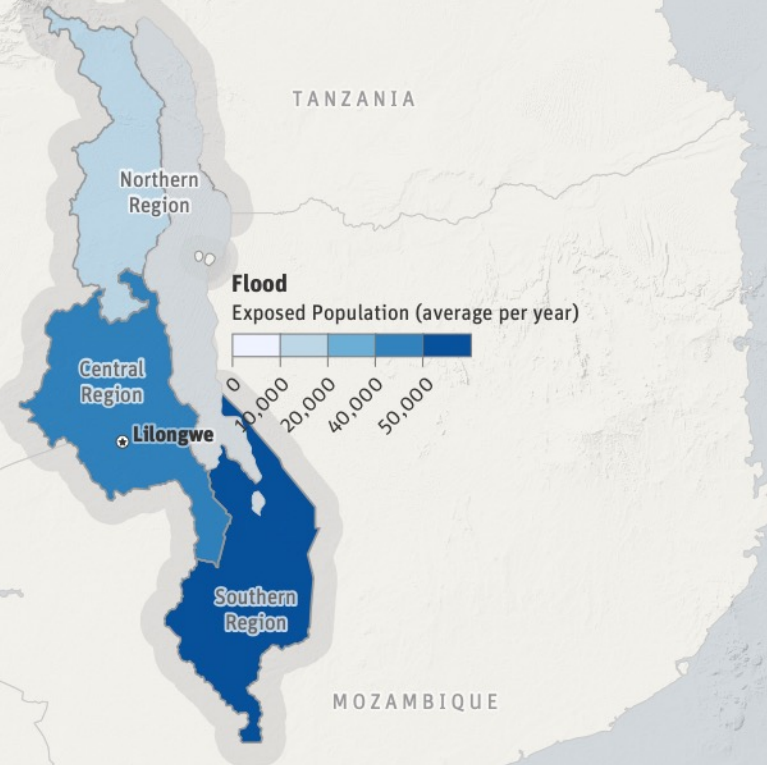 TANZANIA
Northern
Region
Flood
Exposed Population (average per year)
0
10,000
20,000
40,000
50,000
Central
Region
Lilongwe
Southern
Region
MOZAMBIQUE